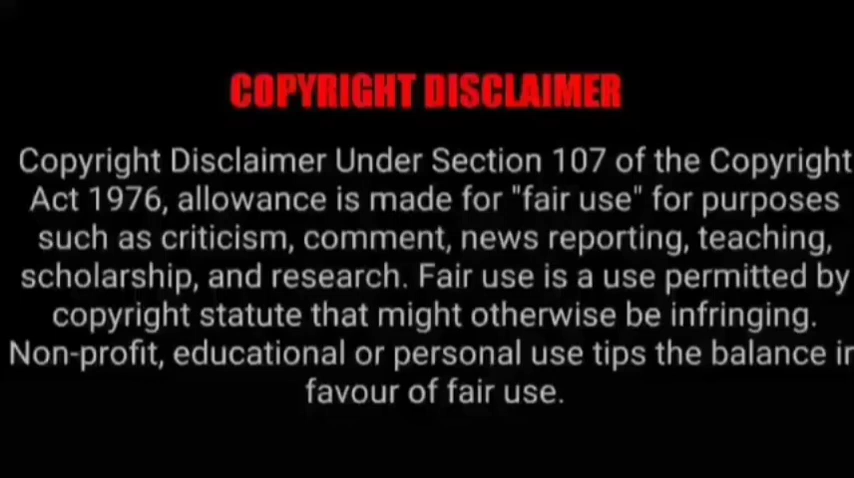 COPYRIGHT DISCLAIMER
Copyright Disclaimer Under Section 107 of the Copyright
Act 1976, allowance is made for "fair use" for purposes
such as criticism, comment, news reporting, teaching,
scholarship, and research. Fair use is a use permitted by
copyright statute that might otherwise be infringing.
Non-profit, educational or personal use tips the balance in
favour of fair use.